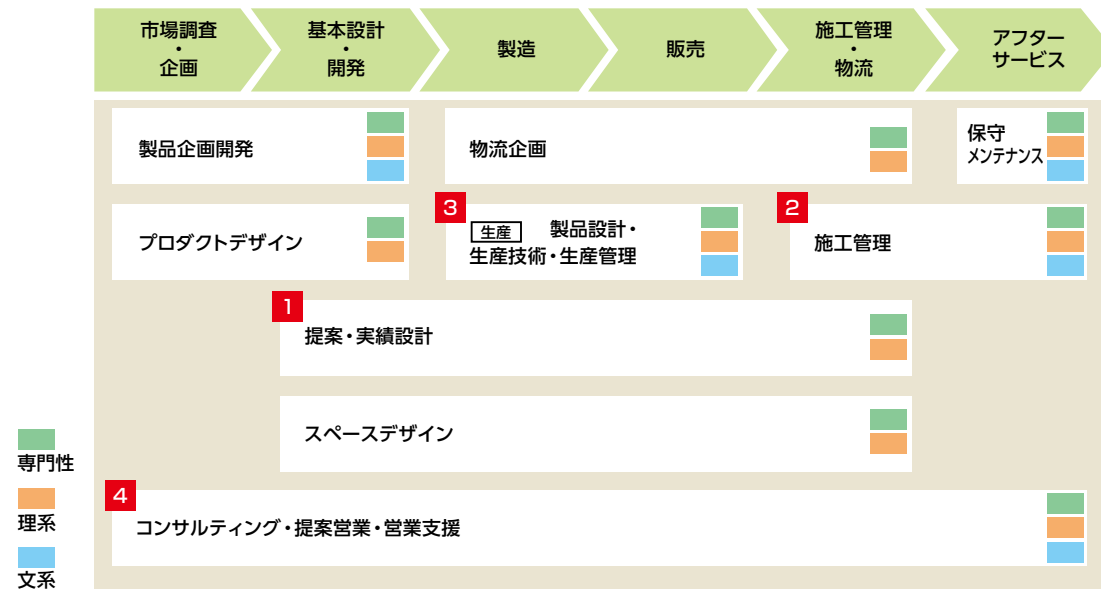 市場調査
・
企画
基本設計
・
開発
製造
販売
施工管理
・
物流
アフター
サービス
製品企画開発
物流企画
保守
メンテナンス
プロダクトデザイン
3
生産 製品設計・
生産技術・生産管理
2
施工管理
1
提案・実績設計
スペースデザイン
4
コンサルティング・提案営業・営業支援
専門性
理系
文系